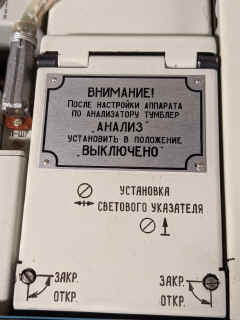 ВНИМАНИЕ!
ПОСЛЕ НАСТРОЙКИ АППАРАТА
ПО АНАЛИЗАТОРУ ТУМБЛЕР
„АНАЛИЗ"
УСТАНОВИТЬ В ПОЛОЖЕНИЕ
„ВЫКЛЮЧЕНО"
УСТАНОВКА
СВЕТОВОГО УКАЗАТЕЛЯ
ЗАКР. ЗАКР.
ОТКР. ОТКР.